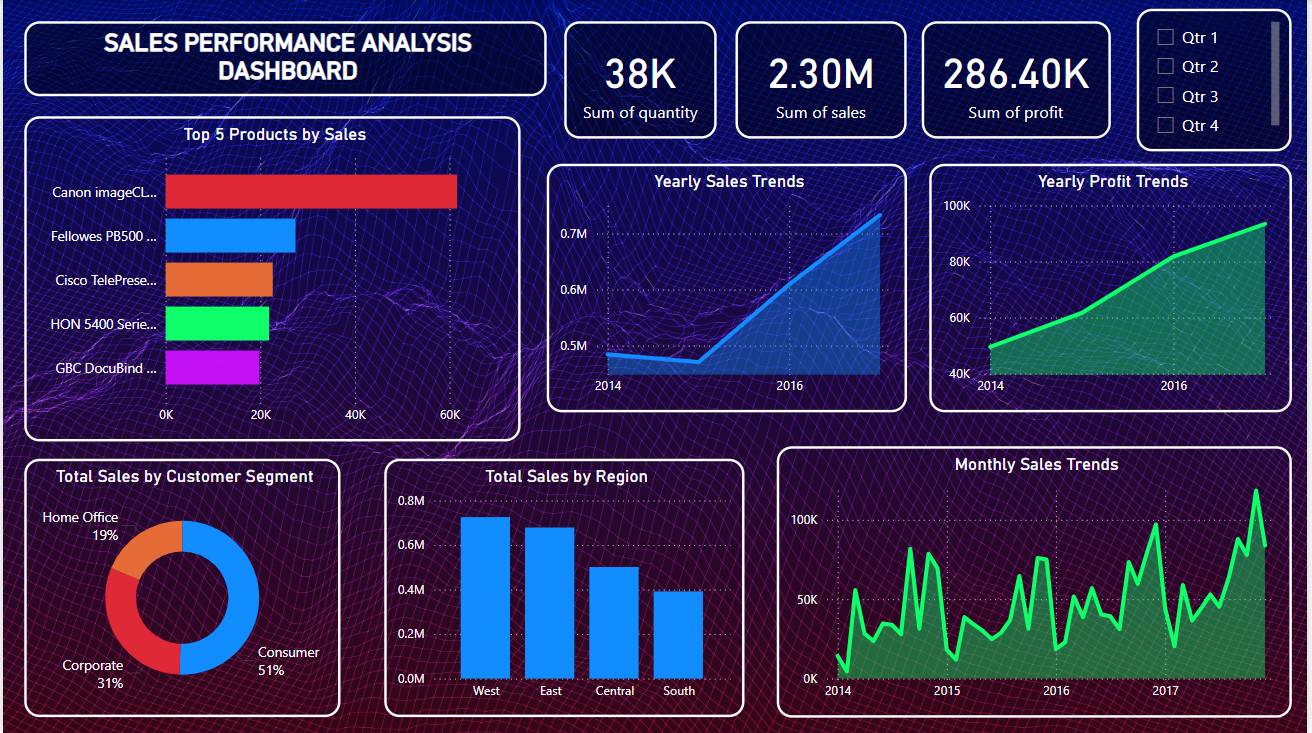 SALES PERFORMANCE ANALYSIS
DASHBOARD
38K
Sum of quantity
2.30M
Sum of sales
286.40K
Sum of profit
Qtr 1
Qtr 2
Qtr 3
Qtr 4
Top 5 Products by Sales
Canon imageCL...
Fellowes PB500 ...
Cisco TelePrese...
HON 5400 Serie...
GBC DocuBind ...
0K 20K 40K 60K
Yearly Sales Trends
0.7M
0.6M
0.5M
2014 2016
Yearly Profit Trends
100K
80K
60K
40K
2014 2016
Total Sales by Customer Segment
Home Office
19%
Corporate
31%
Consumer
51%
Total Sales by Region
0.8M
0.6M
0.4M
0.2M
0.0M
West East Central South
Monthly Sales Trends
100K
50K
0K
2014 2015 2016 2017